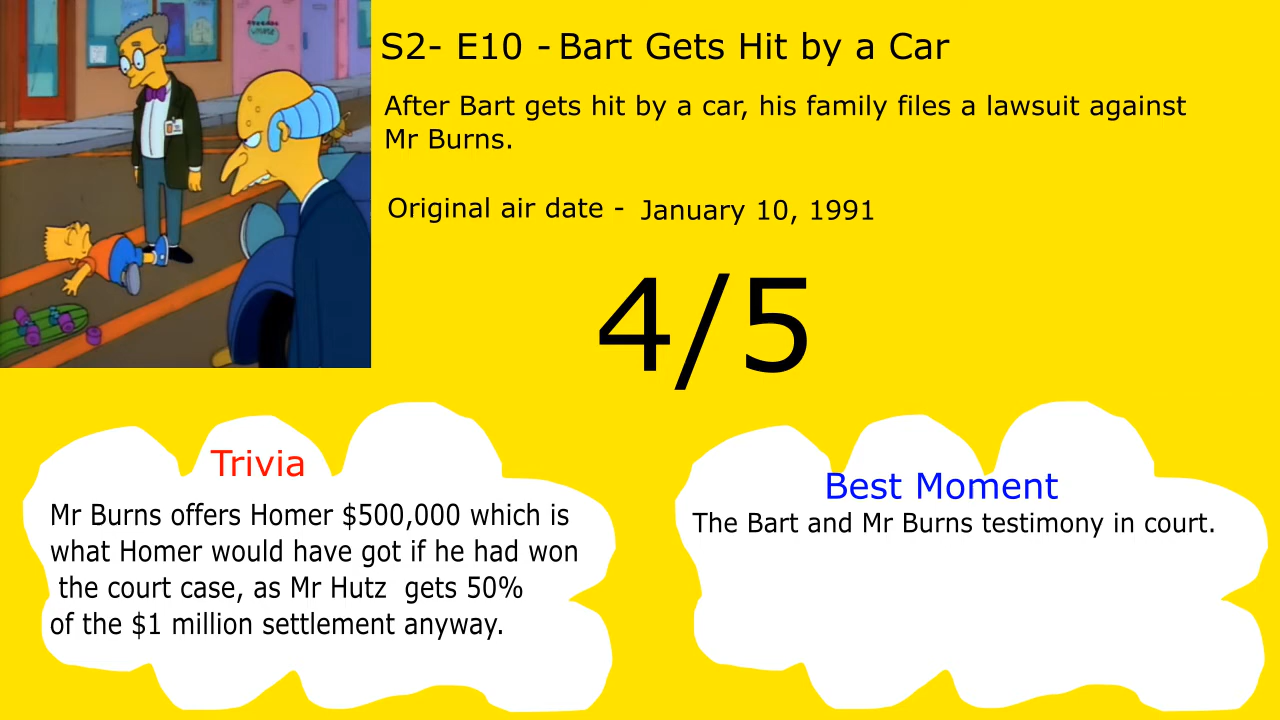 S2- E10 - Bart Gets Hit by a Car
After Bart gets hit by a car, his family files a lawsuit against
Mr Burns.
Original air date - January 10, 1991
4/5
Trivia
Mr Burns offers Homer $500,000 which is
what Homer would have got if he had won
the court case, as Mr Hutz gets 50%
of the $1 million settlement anyway.
Best Moment
The Bart and Mr Burns testimony in court.